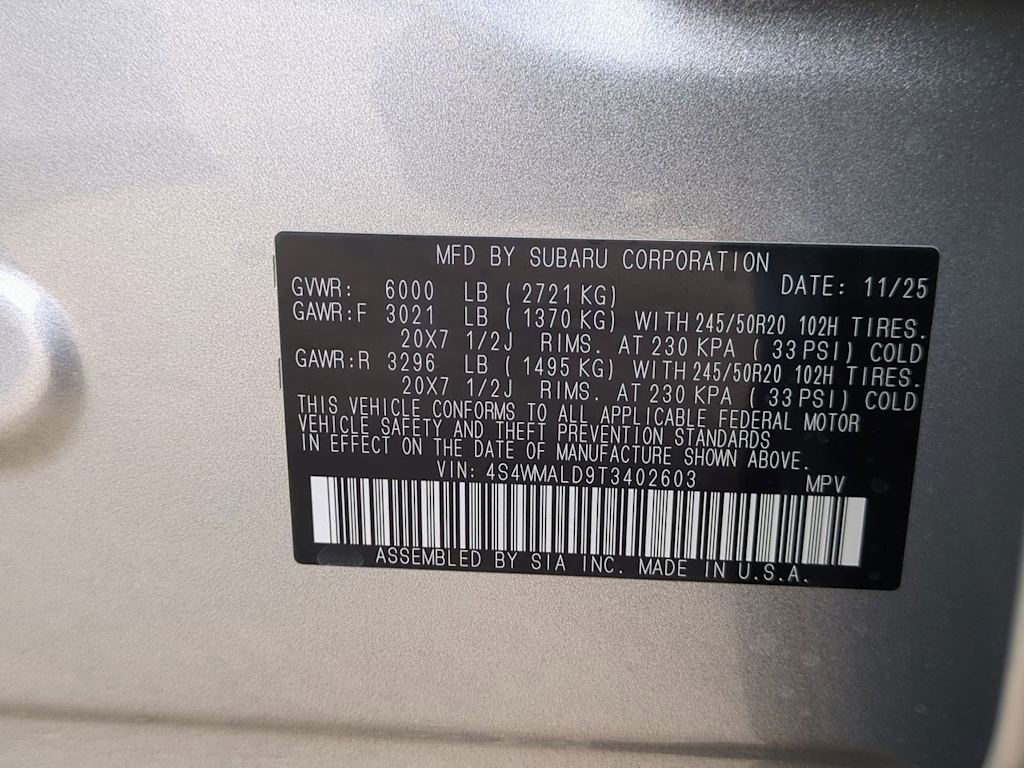 MFD BY SUBARU CORPORATION
GVWR: 6000 LB ( 2721 KG) DATE: 11/25
GAWR:F 3021 LB ( 1370 KG) WITH 245/50R20 102H TIRES.
20X7 1/2J RIMS. AT 230 KPA ( 33 PSI) COLD
GAWR:R 3296 LB ( 1495 KG) WITH 245/50R20 102H TIRES.
20X7 1/2J RIMS. AT 230 KPA ( 33 PSI) COLD
THIS VEHICLE CONFORMS TO ALL APPLICABLE FEDERAL MOTOR
VEHICLE SAFETY AND THEFT PREVENTION STANDARDS
IN EFFECT ON THE DATE OF MANUFACTURE SHOWN ABOVE.
VIN: 4S4WMALD9T3402603 MPV
ASSEMBLED BY SIA INC. MADE IN U.S.A.